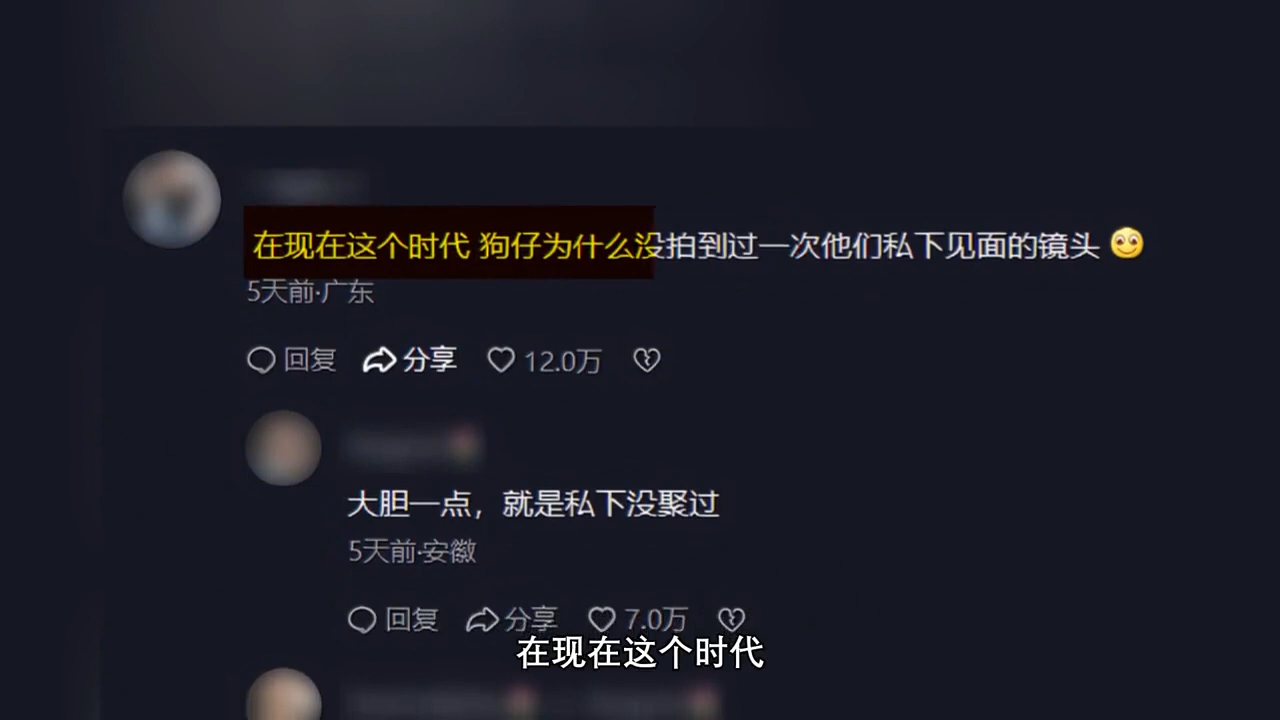 在现在这个时代 狗仔为什么没拍到过一次他们私下见面的镜头
5天前·广东
回复 分享 12.0万
大胆一点，就是私下没聚过
5天前·安徽
回复 分享 7.0万
在现在这个时代